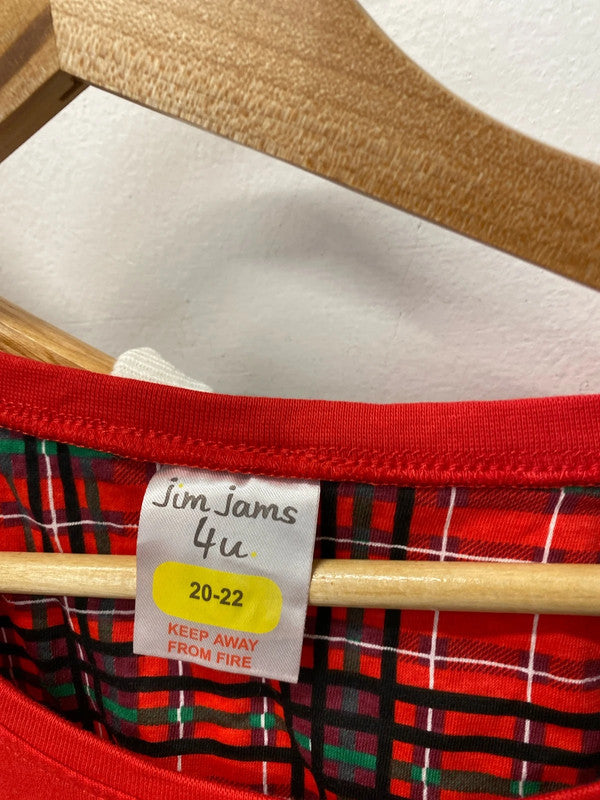 jim jams
4u.
20-22
KEEP AWAY
FROM FIRE